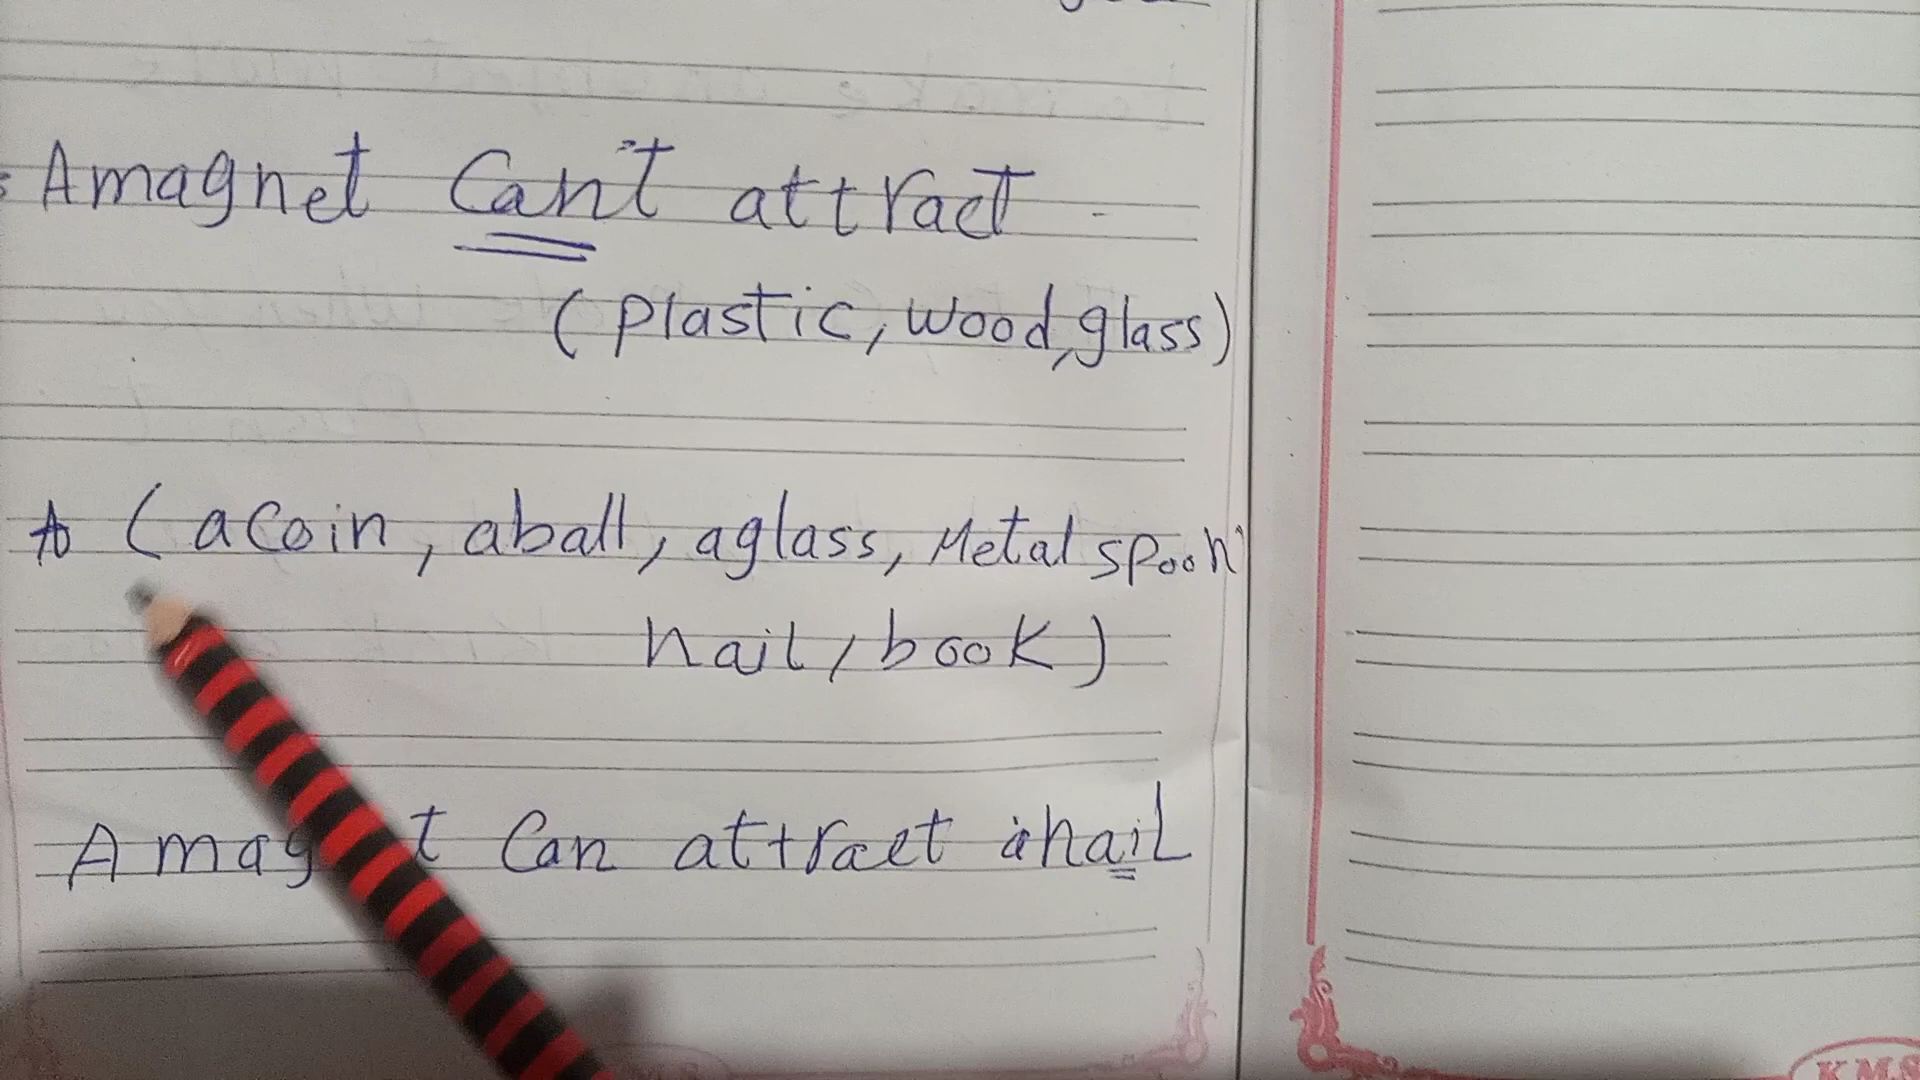 Amagnet Can't attract
(plastic, wood, glass)
(acoin, aball, aglass, Metal spoon
nail, book)
A mag t Can attract anail
K.M.S